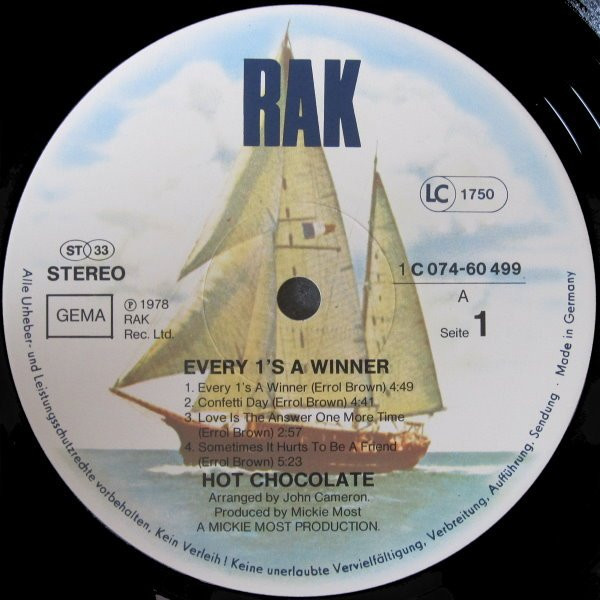 RAK
LC 1750
ST 33
STEREO
GEMA
℗ 1978
RAK
Rec. Ltd.
1 C 074-60 499
A
Seite 1
EVERY 1'S A WINNER
1. Every 1's A Winner (Errol Brown) 4:49
2. Confetti Day (Errol Brown) 4:41
3. Love Is The Answer One More Time
(Errol Brown) 2:57
4. Sometimes It Hurts To Be A Friend
(Errol Brown) 5:23
HOT CHOCOLATE
Arranged by John Cameron.
Produced by Mickie Most
A MICKIE MOST PRODUCTION.
Alle Urheber- und Leistungsschutzrechte vorbehalten. Kein Verleih! Keine unerlaubte Vervielfältigung, Verbreitung, Aufführung, Sendung · Made in Germany